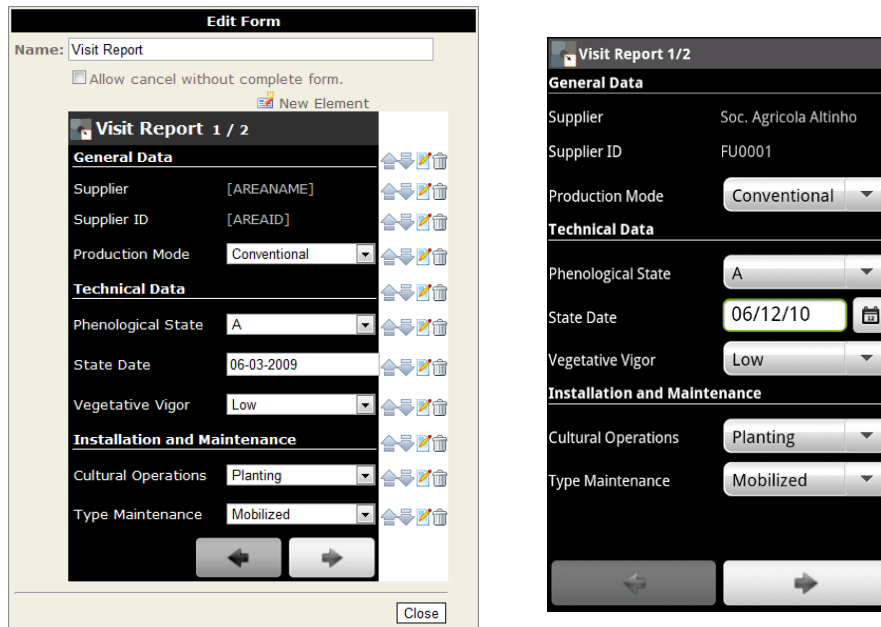 Edit Form
Name: Visit Report
Allow cancel without complete form.
New Element
Visit Report 1 / 2
General Data
Supplier [AREANAME]
Supplier ID [AREAID]
Production Mode Conventional
Technical Data
Phenological State A
State Date 06-03-2009
Vegetative Vigor Low
Installation and Maintenance
Cultural Operations Planting
Type Maintenance Mobilized
Close
Visit Report 1/2
General Data
Supplier Soc. Agricola Altinho
Supplier ID FU0001
Production Mode Conventional
Technical Data
Phenological State A
State Date 06/12/10
Vegetative Vigor Low
Installation and Maintenance
Cultural Operations Planting
Type Maintenance Mobilized